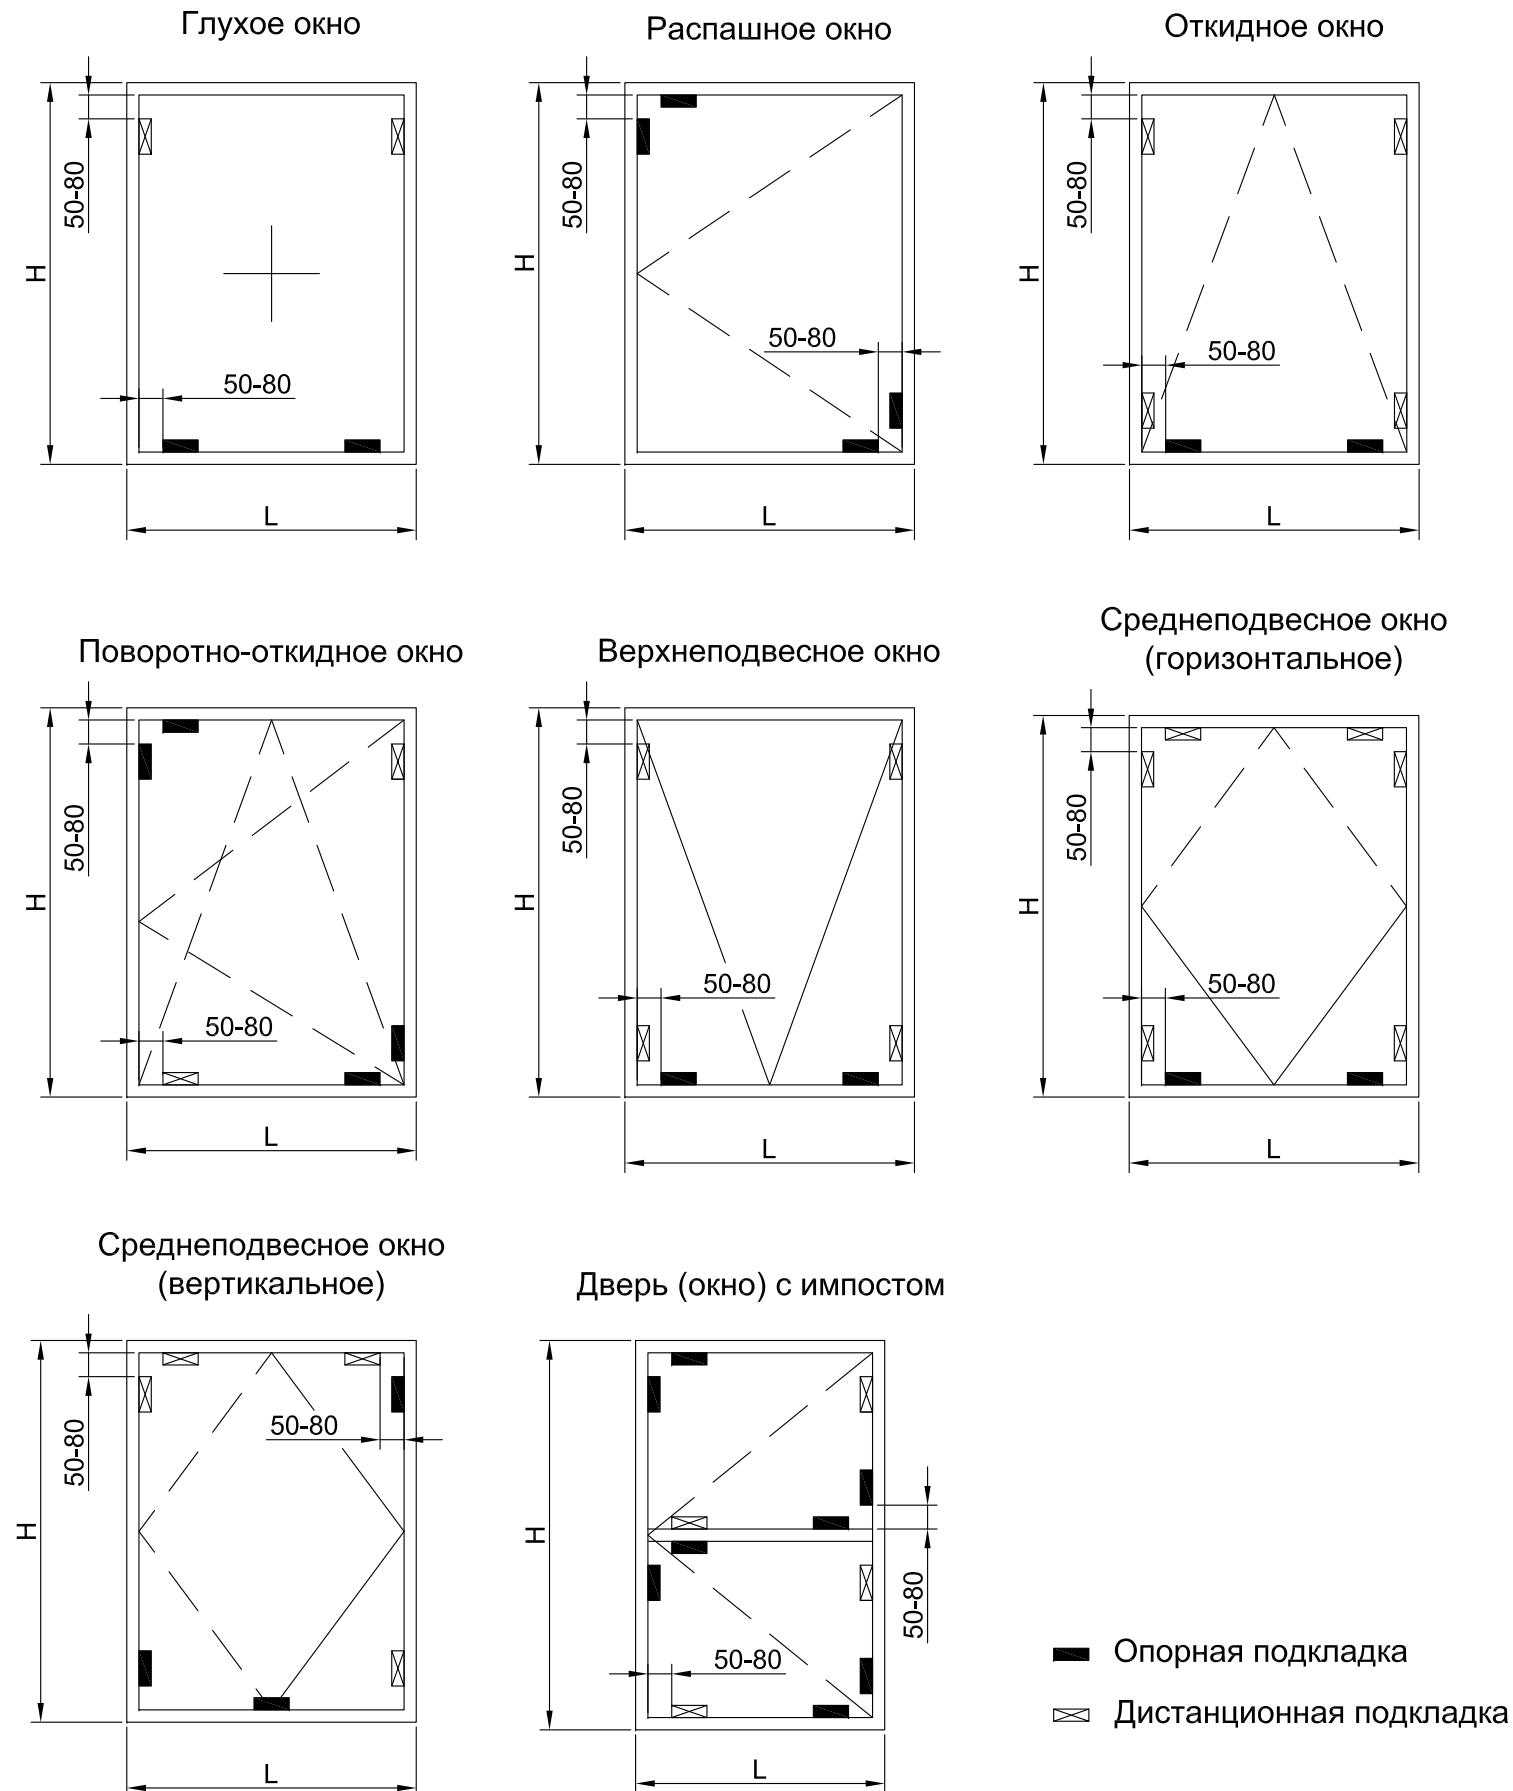 Глухое окно
Распашное окно
Откидное окно
50-80
H
50-80
L
50-80
H
50-80
L
50-80
H
50-80
L
Поворотно-откидное окно
Верхнеподвесное окно
Среднеподвесное окно
(горизонтальное)
50-80
H
50-80
L
50-80
H
50-80
L
50-80
H
50-80
L
Среднеподвесное окно
(вертикальное)
Дверь (окно) с импостом
50-80
50-80
H
L
H
50-80
50-80
L
Опорная подкладка
Дистанционная подкладка